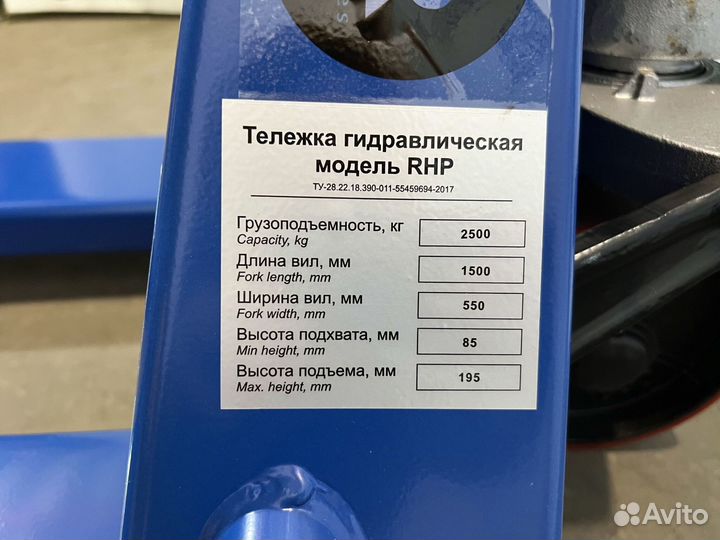 Тележка гидравлическая
модель RHP
ТУ-28.22.18.390-011-55459694-2017
Грузоподъемность, кг 2500
Capacity, kg
Длина вил, мм 1500
Fork length, mm
Ширина вил, мм 550
Fork width, mm
Высота подхвата, мм 85
Min height, mm
Высота подъема, мм 195
Max. height, mm
Avito